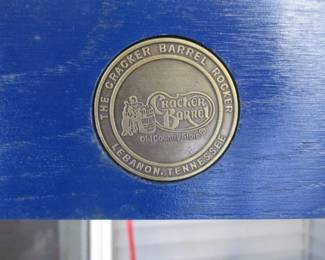 THE CRACKER BARREL ROCKER
CRACKER
BARREL
Old Country Store
LEBANON, TENNESSEE